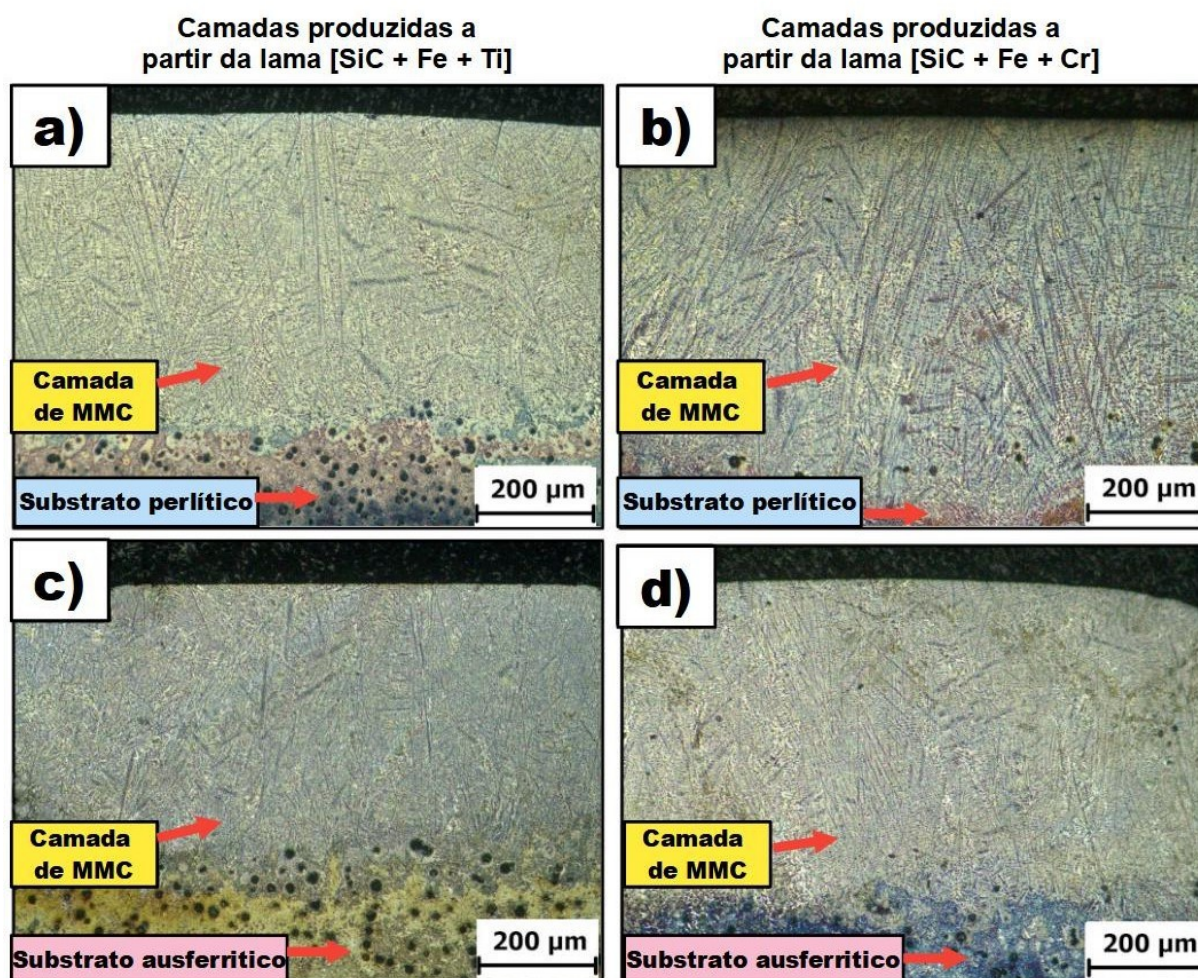 Camadas produzidas a
partir da lama [SiC + Fe + Ti]
Camadas produzidas a
partir da lama [SiC + Fe + Cr]
a)
Camada
de MMC
Substrato perlítico
200 µm
b)
Camada
de MMC
Substrato perlítico
200 µm
c)
Camada
de MMC
Substrato ausferritico
200 µm
d)
Camada
de MMC
Substrato ausferritico
200 µm